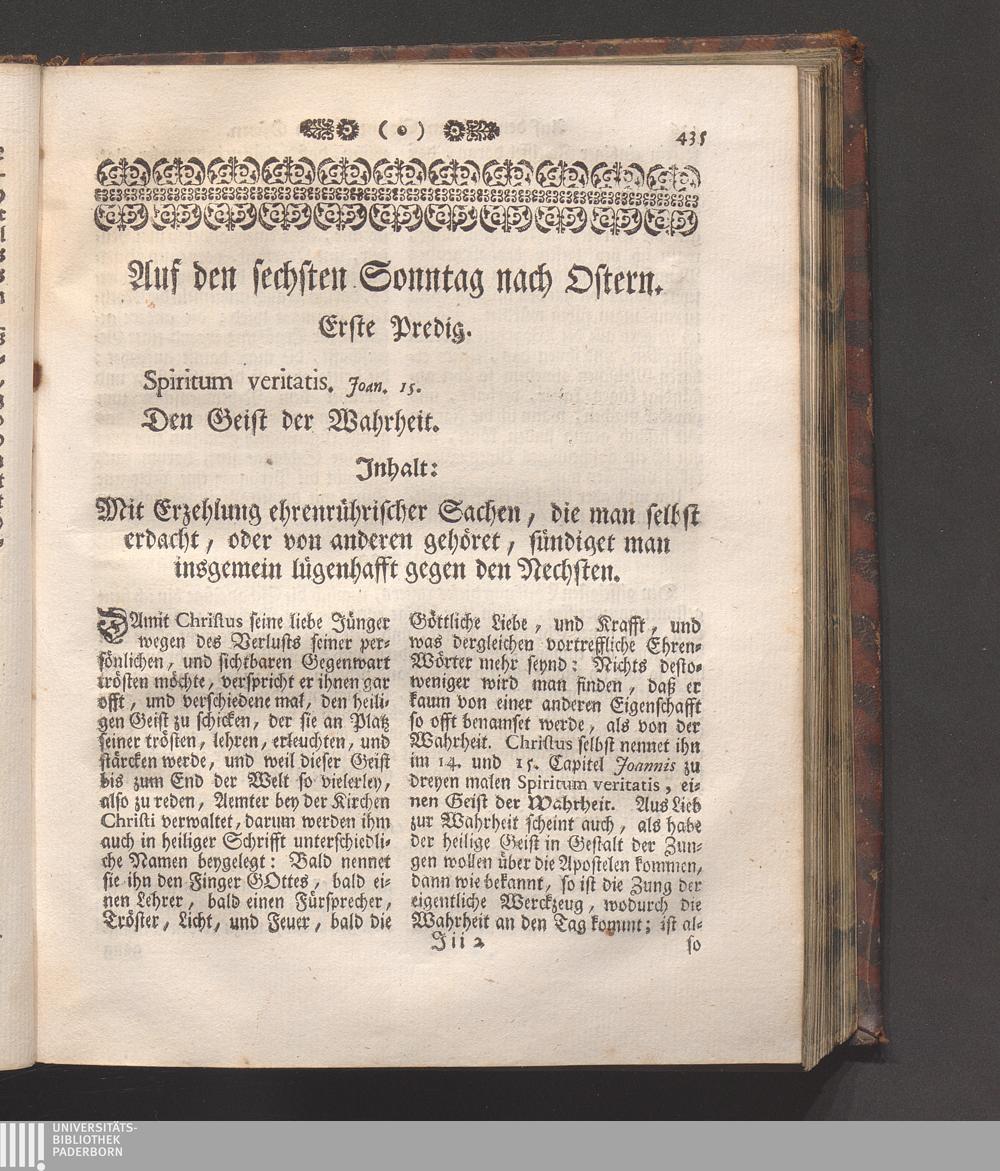 ( o )
435
Auf den sechsten Sonntag nach Ostern.
Erste Predig.
Spiritum veritatis. Joan. 15.
Den Geist der Wahrheit.
Inhalt:
Mit Erzehlung ehrenrührischer Sachen, die man selbst
erdacht, oder von anderen gehöret, sündiget man
insgemein lügenhafft gegen den Nechsten.
DAmit Christus seine liebe Jünger
wegen des Verlusts seiner per-
sönlichen, und sichtbaren Gegenwart
trösten möchte, verspricht er ihnen gar
offt, und verschiedene mal, den heili-
gen Geist zu schicken, der sie an Platz
seiner trösten, lehren, erleuchten, und
stärcken werde, und weil dieser Geist
bis zum End der Welt so vielerley,
also zu reden, Aemter bey der Kirchen
Christi verwaltet, darum werden ihm
auch in heiliger Schrifft unterschiedli-
che Namen beygelegt: Bald nennet
sie ihn den Finger GOttes, bald ei-
nen Lehrer, bald einen Fürsprecher,
Tröster, Licht, und Feuer, bald die
Göttliche Liebe, und Krafft, und
was dergleichen vortreffliche Ehren-
Wörter mehr seynd: Nichts desto-
weniger wird man finden, daß er
kaum von einer anderen Eigenschafft
so offt benamset werde, als von der
Wahrheit. Christus selbst nennet ihn
im 14. und 15. Capitel Joannis zu
dreyen malen Spiritum veritatis, ei-
nen Geist der Wahrheit. Aus Lieb
zur Wahrheit scheint auch, als habe
der heilige Geist in Gestalt der Zun-
gen wollen über die Apostelen kommen,
dann wie bekannt, so ist die Zung der
eigentliche Werckzeug, wodurch die
Wahrheit an den Tag kommt; ist al-
Iii 2
so
UNIVERSITÄTS-
BIBLIOTHEK
PADERBORN